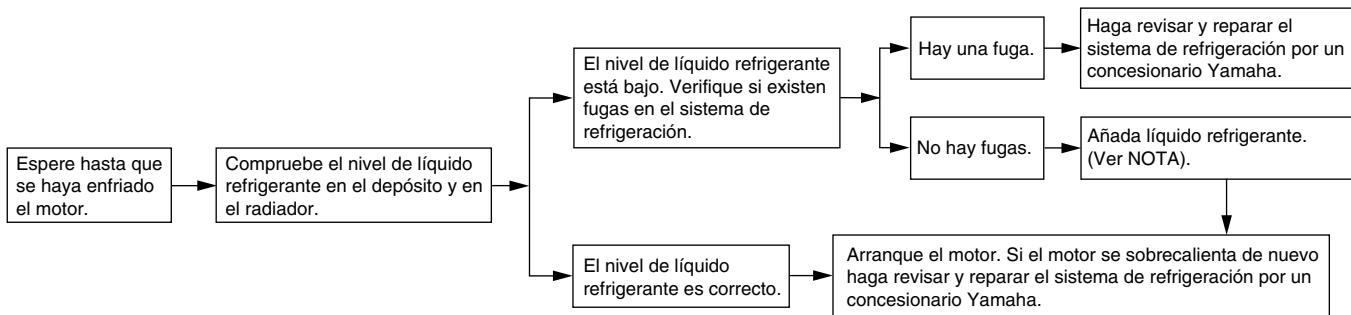 Espere hasta que
se haya enfriado
el motor.
Compruebe el nivel de líquido
refrigerante en el depósito y en
el radiador.
El nivel de líquido refrigerante
está bajo. Verifique si existen
fugas en el sistema de
refrigeración.
Hay una fuga.
Haga revisar y reparar el
sistema de refrigeración por un
concesionario Yamaha.
No hay fugas.
Añada líquido refrigerante.
(Ver NOTA).
El nivel de líquido
refrigerante es correcto.
Arranque el motor. Si el motor se sobrecalienta de nuevo
haga revisar y reparar el sistema de refrigeración por un
concesionario Yamaha.